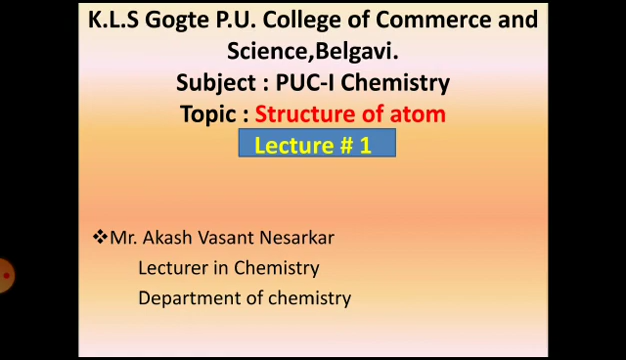 K.L.S Gogte P.U. College of Commerce and
Science,Belgavi.
Subject : PUC-I Chemistry
Topic : Structure of atom
Lecture # 1
❖Mr. Akash Vasant Nesarkar
Lecturer in Chemistry
Department of chemistry